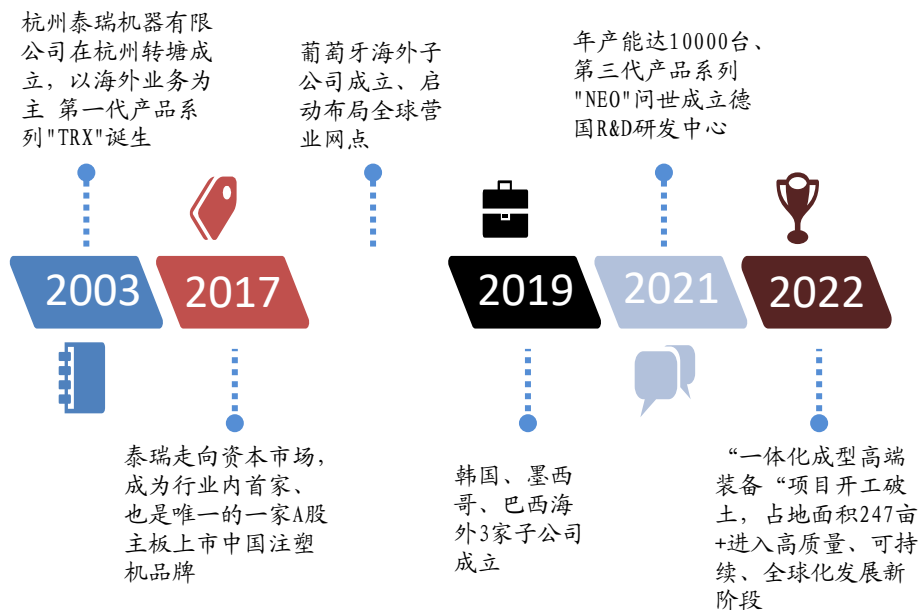 杭州泰瑞机器有限
公司在杭州转塘成
立，以海外业务为
主 第一代产品系
列"TRX"诞生
葡萄牙海外子
公司成立、启
动布局全球营
业网点
年产能达10000台、
第三代产品系列
"NEO"问世成立德
国R&D研发中心
2003
2017
2019
2021
2022
泰瑞走向资本市场，
成为行业内首家、
也是唯一的一家A股
主板上市中国注塑
机品牌
韩国、墨西
哥、巴西海
外3家子公司
成立
“一体化成型高端
装备“项目开工破
土，占地面积247亩
+进入高质量、可持
续、全球化发展新
阶段